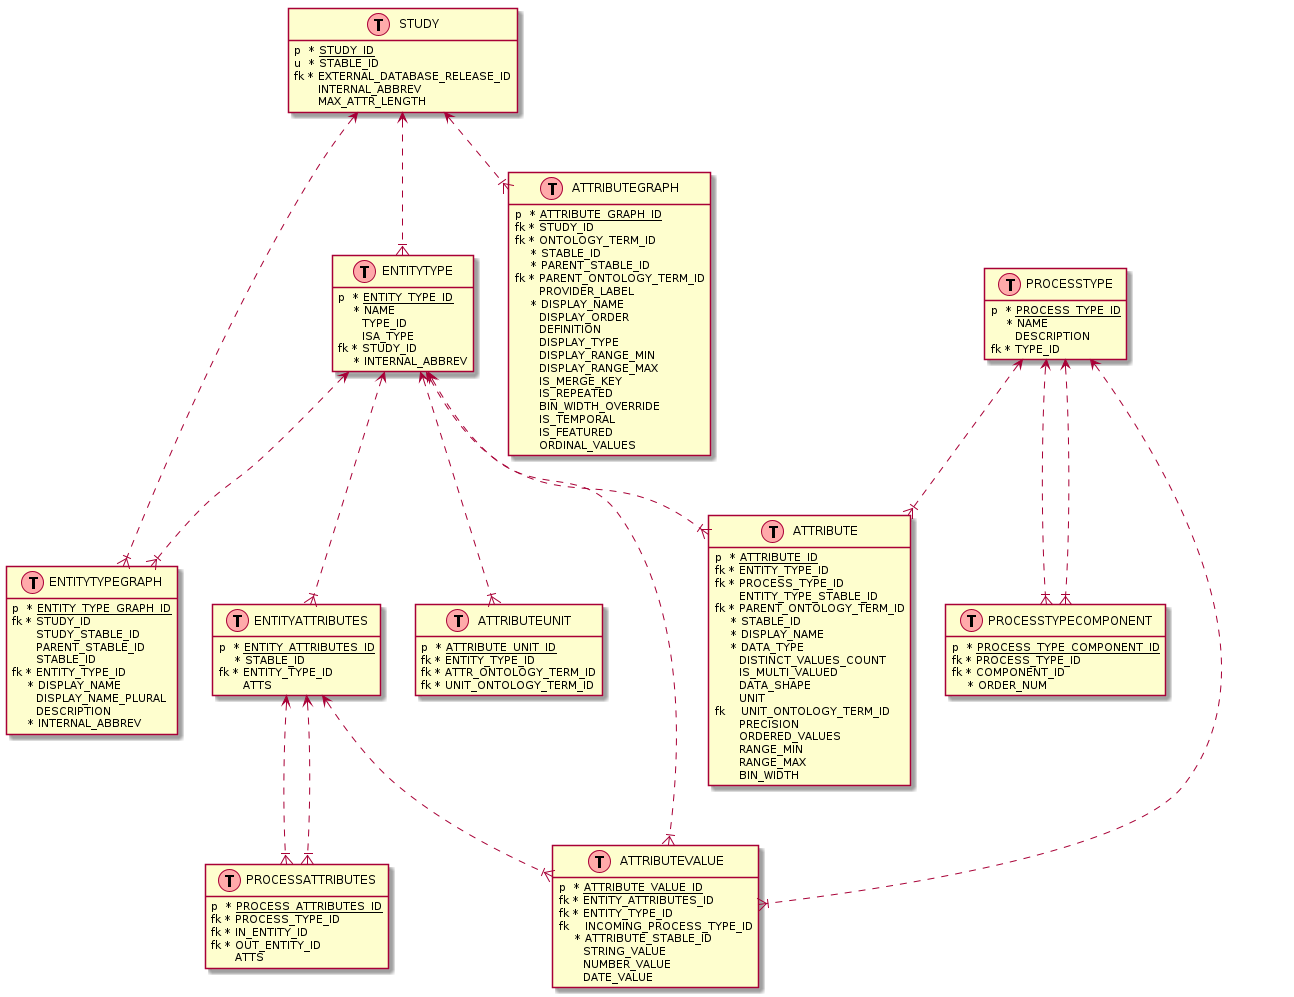 T STUDY
p * STUDY_ID
u * STABLE_ID
fk * EXTERNAL_DATABASE_RELEASE_ID
INTERNAL_ABBREV
MAX_ATTR_LENGTH
T ATTRIBUTEGRAPH
p * ATTRIBUTE_GRAPH_ID
fk * STUDY_ID
fk * ONTOLOGY_TERM_ID
* STABLE_ID
* PARENT_STABLE_ID
fk * PARENT_ONTOLOGY_TERM_ID
PROVIDER_LABEL
* DISPLAY_NAME
DISPLAY_ORDER
DEFINITION
DISPLAY_TYPE
DISPLAY_RANGE_MIN
DISPLAY_RANGE_MAX
IS_MERGE_KEY
IS_REPEATED
BIN_WIDTH_OVERRIDE
IS_TEMPORAL
IS_FEATURED
ORDINAL_VALUES
T ENTITYTYPE
p * ENTITY_TYPE_ID
* NAME
TYPE_ID
ISA_TYPE
fk * STUDY_ID
* INTERNAL_ABBREV
T PROCESSTYPE
p * PROCESS_TYPE_ID
* NAME
DESCRIPTION
fk * TYPE_ID
T ATTRIBUTE
p * ATTRIBUTE_ID
fk * ENTITY_TYPE_ID
fk * PROCESS_TYPE_ID
ENTITY_TYPE_STABLE_ID
fk * PARENT_ONTOLOGY_TERM_ID
* STABLE_ID
* DISPLAY_NAME
* DATA_TYPE
DISTINCT_VALUES_COUNT
IS_MULTI_VALUED
DATA_SHAPE
UNIT
fk UNIT_ONTOLOGY_TERM_ID
PRECISION
ORDERED_VALUES
RANGE_MIN
RANGE_MAX
BIN_WIDTH
T ENTITYTYPEGRAPH
p * ENTITY_TYPE_GRAPH_ID
fk * STUDY_ID
STUDY_STABLE_ID
PARENT_STABLE_ID
STABLE_ID
fk * ENTITY_TYPE_ID
* DISPLAY_NAME
DISPLAY_NAME_PLURAL
DESCRIPTION
* INTERNAL_ABBREV
T ENTITYATTRIBUTES
p * ENTITY_ATTRIBUTES_ID
* STABLE_ID
fk * ENTITY_TYPE_ID
ATTS
T ATTRIBUTEUNIT
p * ATTRIBUTE_UNIT_ID
fk * ENTITY_TYPE_ID
fk * ATTR_ONTOLOGY_TERM_ID
fk * UNIT_ONTOLOGY_TERM_ID
T PROCESSTYPECOMPONENT
p * PROCESS_TYPE_COMPONENT_ID
fk * PROCESS_TYPE_ID
fk * COMPONENT_ID
* ORDER_NUM
T PROCESSATTRIBUTES
p * PROCESS_ATTRIBUTES_ID
fk * PROCESS_TYPE_ID
fk * IN_ENTITY_ID
fk * OUT_ENTITY_ID
ATTS
T ATTRIBUTEVALUE
p * ATTRIBUTE_VALUE_ID
fk * ENTITY_ATTRIBUTES_ID
fk * ENTITY_TYPE_ID
fk INCOMING_PROCESS_TYPE_ID
* ATTRIBUTE_STABLE_ID
STRING_VALUE
NUMBER_VALUE
DATE_VALUE